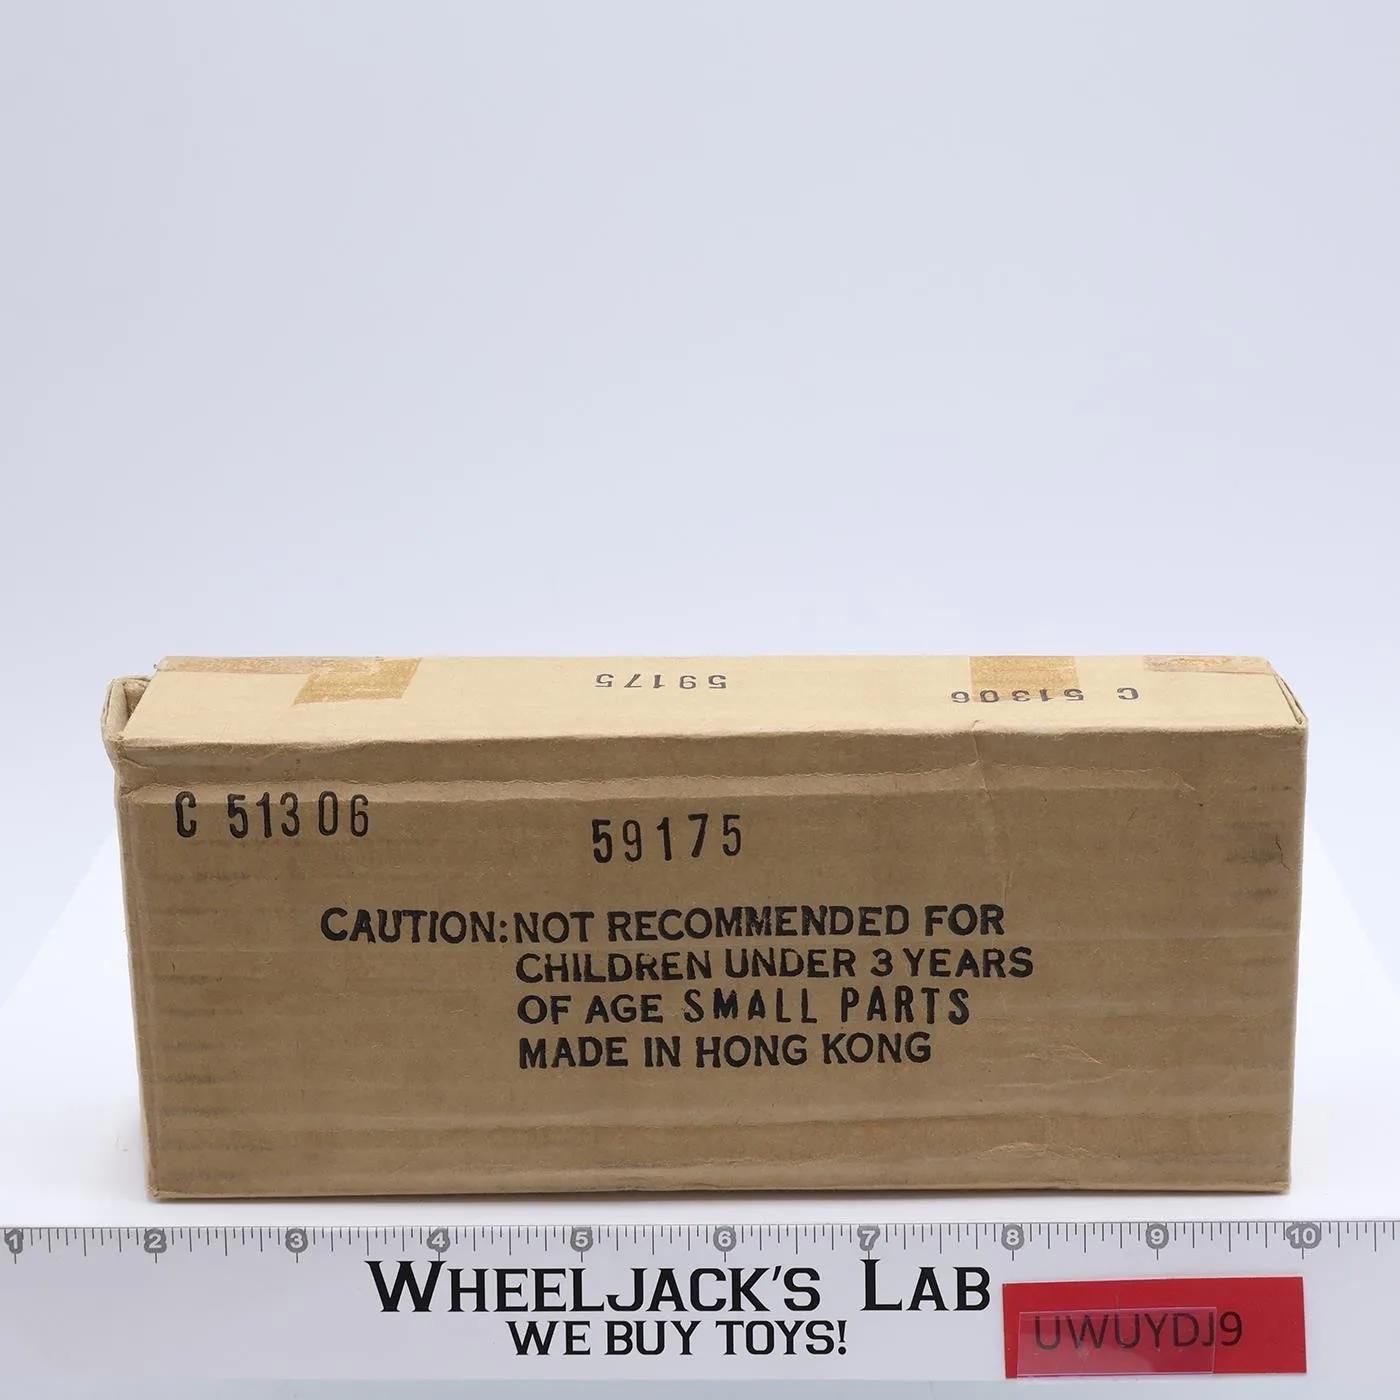 59175
C 51306
C 51306
59175
CAUTION: NOT RECOMMENDED FOR
CHILDREN UNDER 3 YEARS
OF AGE SMALL PARTS
MADE IN HONG KONG
1 2 3 4 5 6 7 8 9 10
WHEELJACK'S LAB
WE BUY TOYS!
UWUYDJ9